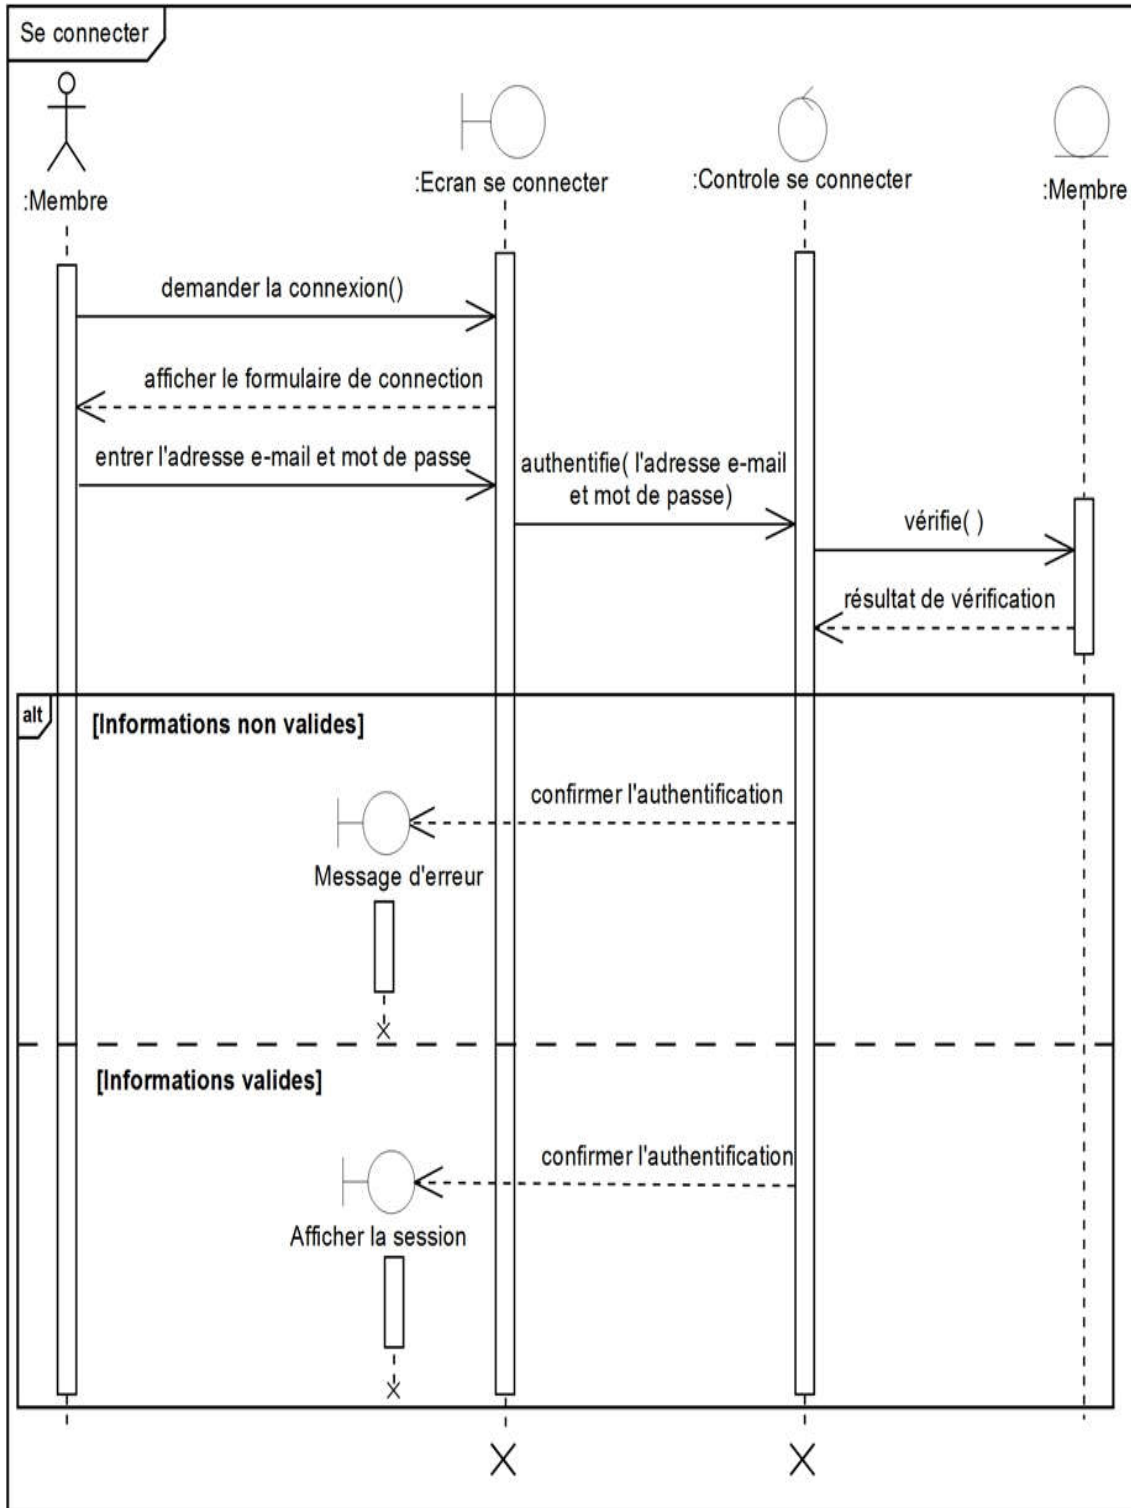 Se connecter
:Membre
:Ecran se connecter
:Controle se connecter
:Membre
demander la connexion()
afficher le formulaire de connection
entrer l'adresse e-mail et mot de passe
authentifie( l'adresse e-mail
et mot de passe)
vérifie( )
résultat de vérification
alt
[Informations non valides]
confirmer l'authentification
Message d'erreur
[Informations valides]
confirmer l'authentification
Afficher la session